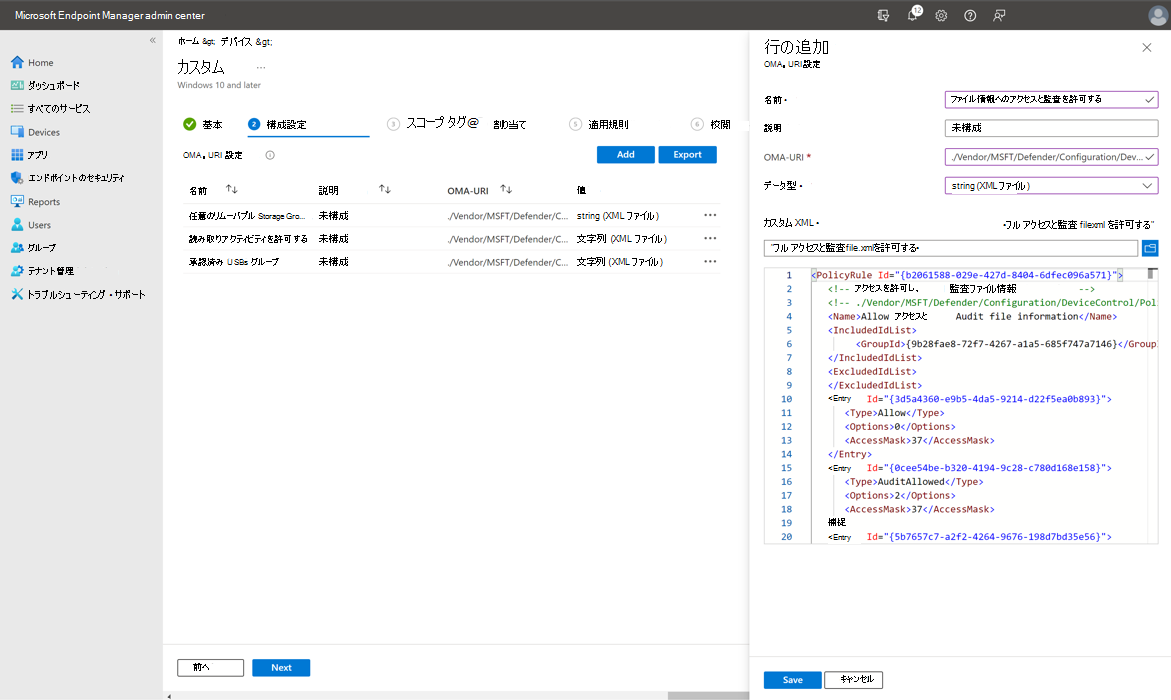 Microsoft Endpoint Manager admin center
12
Home
ダッシュボード
すべてのサービス
Devices
アプリ
エンドポイントのセキュリティ
Reports
Users
グループ
テナント管理
トラブルシューティング・サポート
ホーム &gt; デバイス &gt;
カスタム ...
Windows 10 and later
基本
2 構成設定
3 スコープ タグ@
割り当て
5 適用規則
6 校閲
OMA。URI 設定
Add Export
名前 説明 OMA-URI 値
任意のリムーバブル Storage Gro... 未構成 ./Vendor/MSFT/Defender/C... string (XML ファイル)
読み取りアクティビティを許可する 未構成 ./Vendor/MSFT/Defender/C... 文字列 (XML ファイル)
承認済み USBs グループ 未構成 ./Vendor/MSFT/Defender/C... 文字列 (XML ファイル)
前へ Next
行の追加
OMA。URI設定
名前・ ファイル情報へのアクセスと監査を許可する
説明 未構成
OMA-URI * ./Vendor/MSFT/Defender/Configuration/Dev...
データ型・ string (XML ファイル)
カスタム XML・ ・フル アクセスと監査 filexml を許可する"
"フル アクセスと監査file.xmlを許可する・
1 <PolicyRule Id="{b2061588-029e-427d-8404-6dfec096a571}">
2 <!-- アクセスを許可し、 監査ファイル情報 -->
3 <!-- ./Vendor/MSFT/Defender/Configuration/DeviceControl/Pol
4 <Name>Allow アクセスと Audit file information</Name>
5 <IncludedIdList>
6 <GroupId>{9b28fae8-72f7-4267-a1a5-685f747a7146}</GroupI
7 </IncludedIdList>
8 <ExcludedIdList>
9 </ExcludedIdList>
10 <Entry Id="{3d5a4360-e9b5-4da5-9214-d22f5ea0b893}">
11 <Type>Allow</Type>
12 <Options>0</Options>
13 <AccessMask>37</AccessMask>
14 </Entry>
15 <Entry Id="{0cee54be-b320-4194-9c28-c780d168e158}">
16 <Type>AuditAllowed</Type>
17 <Options>2</Options>
18 <AccessMask>37</AccessMask>
19 補足
20 <Entry Id="{5b7657c7-a2f2-4264-9676-198d7bd35e56}">
Save キャンセル